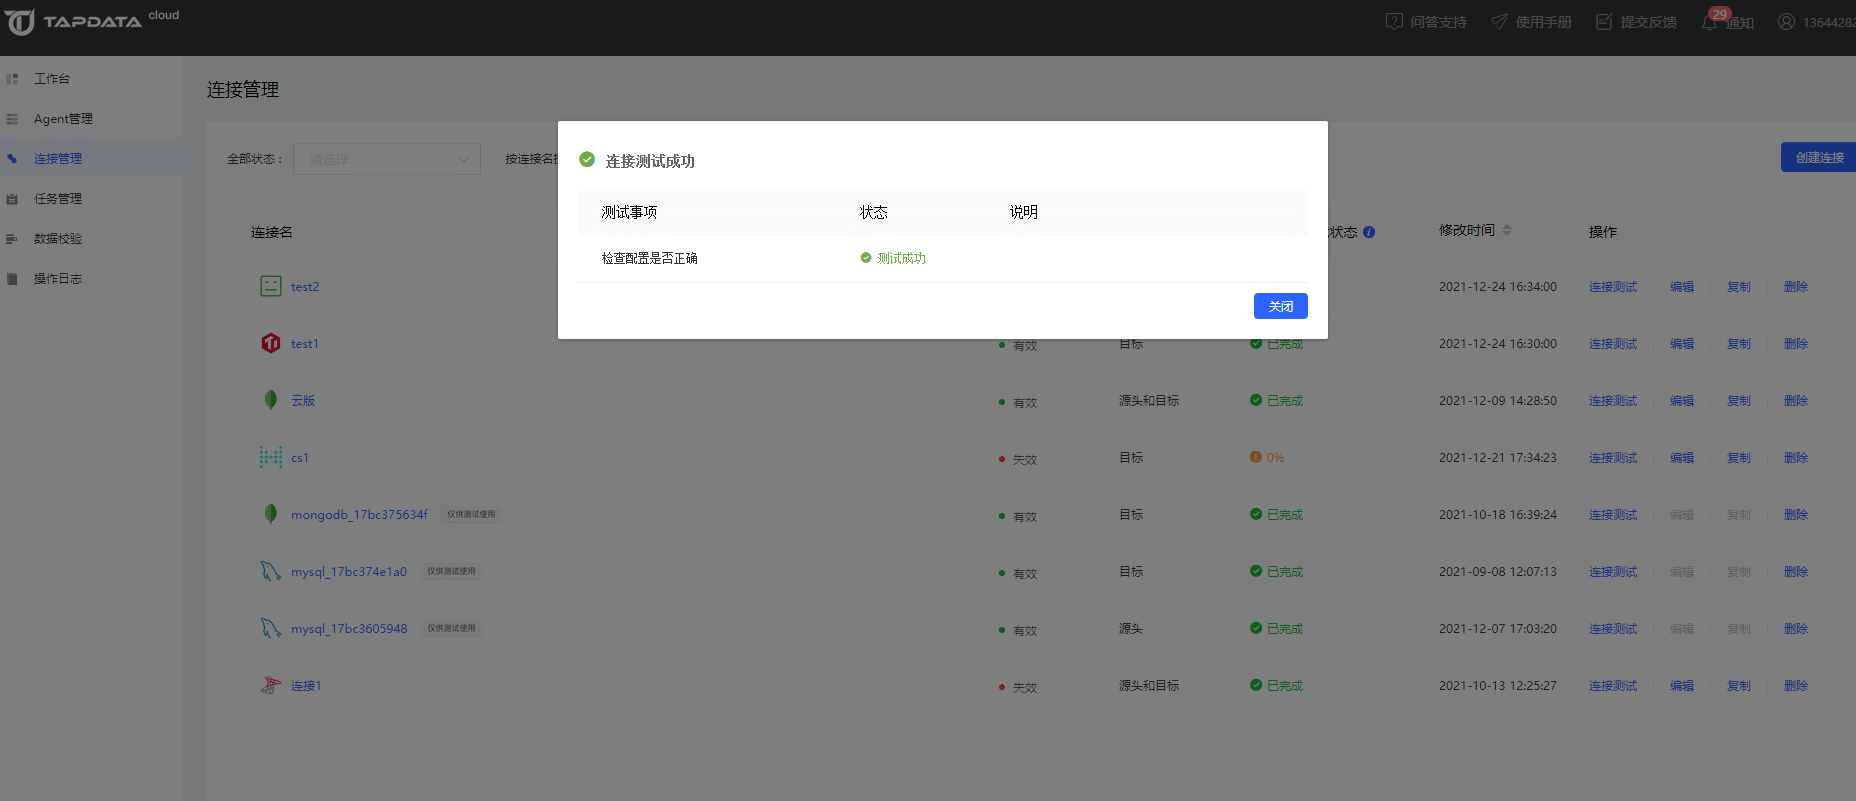 TAPDATA cloud
问答支持 使用手册 提交反馈 29 通知 13644282
工作台
Agent管理
连接管理
任务管理
数据校验
操作日志
连接管理
全部状态： 请选择 按连接名 创建连接
连接测试成功
测试事项 状态 说明
检查配置是否正确 测试成功
关闭
连接名 状态 修改时间 操作
test2 2021-12-24 16:34:00 连接测试 编辑 复制 删除
test1 有效 目标 已完成 2021-12-24 16:30:00 连接测试 编辑 复制 删除
云版 有效 源头和目标 已完成 2021-12-09 14:28:50 连接测试 编辑 复制 删除
cs1 失效 目标 0% 2021-12-21 17:34:23 连接测试 编辑 复制 删除
mongodb_17bc375634f 仅供测试使用 有效 目标 已完成 2021-10-18 16:39:24 连接测试 编辑 复制 删除
mysql_17bc374e1a0 仅供测试使用 有效 目标 已完成 2021-09-08 12:07:13 连接测试 编辑 复制 删除
mysql_17bc3605948 仅供测试使用 有效 源头 已完成 2021-12-07 17:03:20 连接测试 编辑 复制 删除
连接1 失效 源头和目标 已完成 2021-10-13 12:25:27 连接测试 编辑 复制 删除